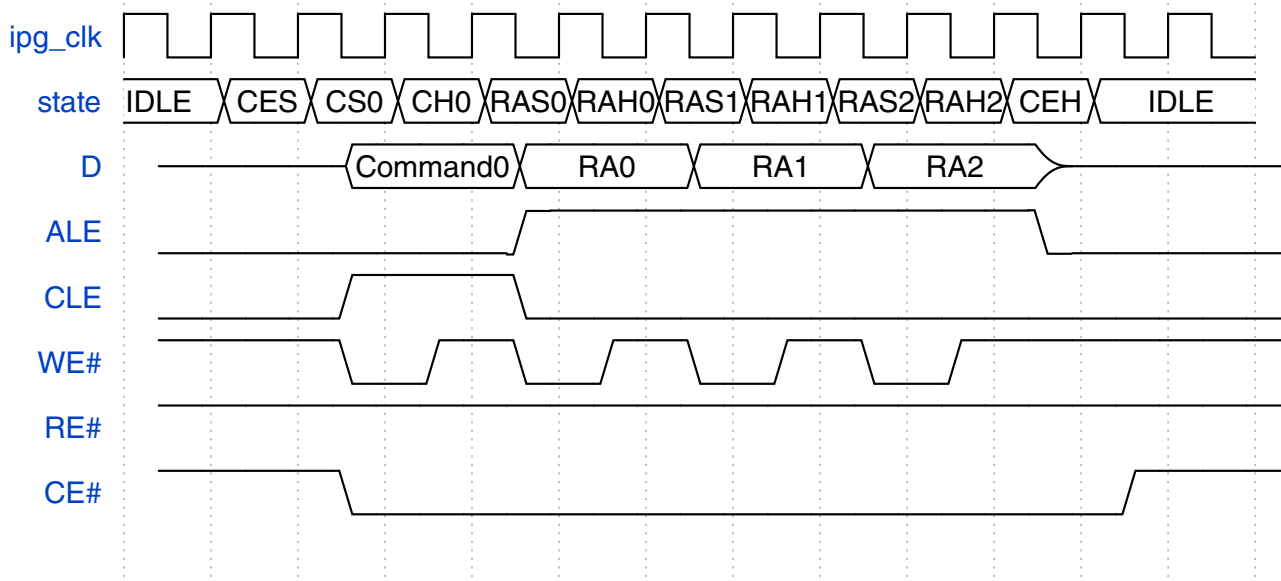 ipg_clk
state IDLE CES CS0 CH0 RAS0 RAH0 RAS1 RAH1 RAS2 RAH2 CEH IDLE
D Command0 RA0 RA1 RA2
ALE
CLE
WE#
RE#
CE#